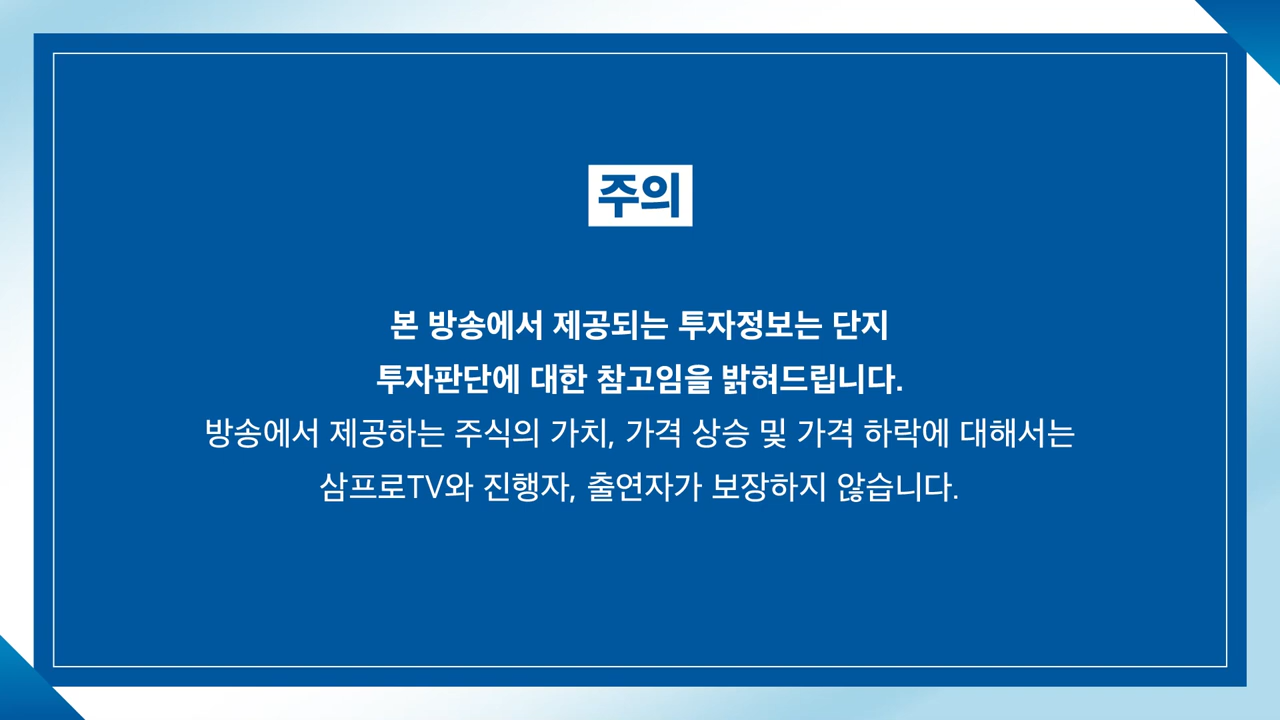 주의
본 방송에서 제공되는 투자정보는 단지
투자판단에 대한 참고임을 밝혀드립니다.
방송에서 제공하는 주식의 가치, 가격 상승 및 가격 하락에 대해서는
삼프로TV와 진행자, 출연자가 보장하지 않습니다.